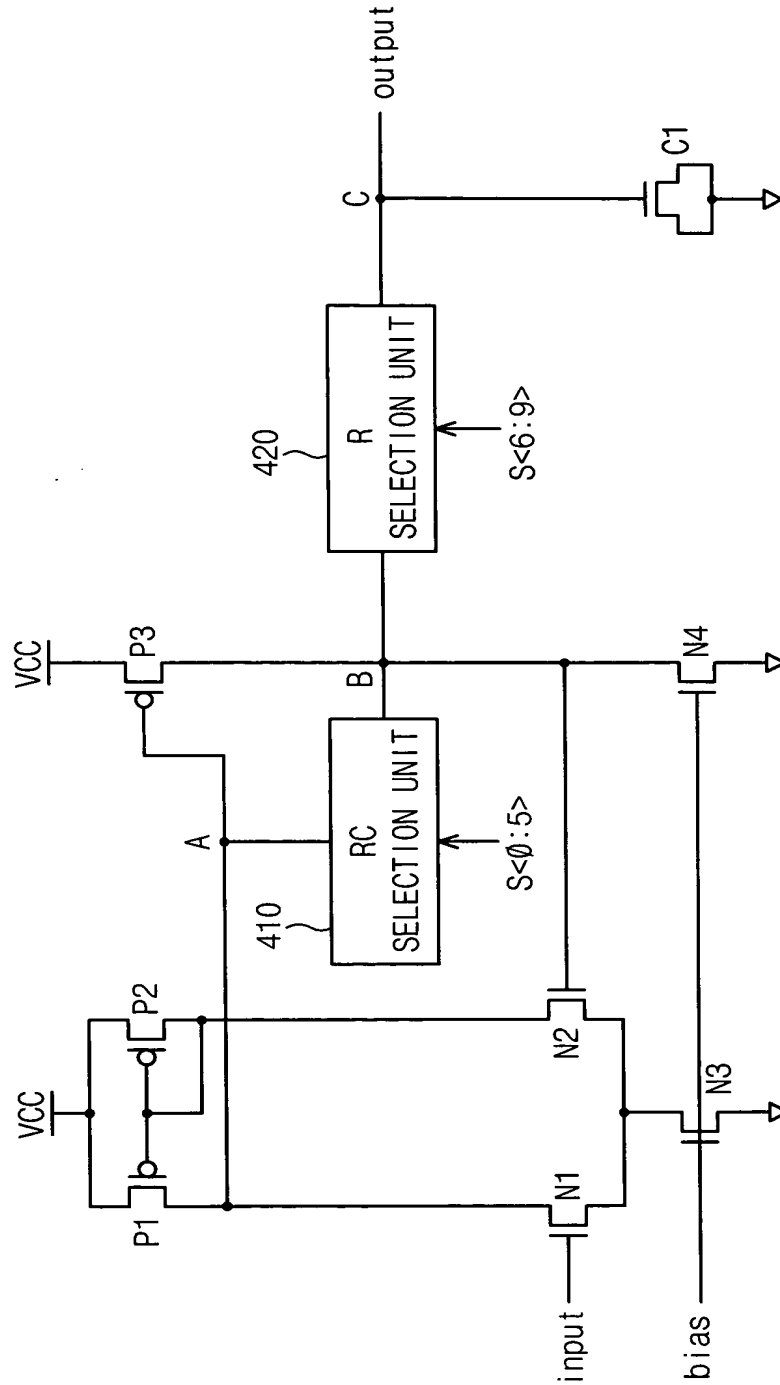 VCC
VCC
P1
P2
P3
A
B
C
output
410
RC
SELECTION UNIT
S<0:5>
420
R
SELECTION UNIT
S<6:9>
input
N1
N2
C1
bias
N3
N4